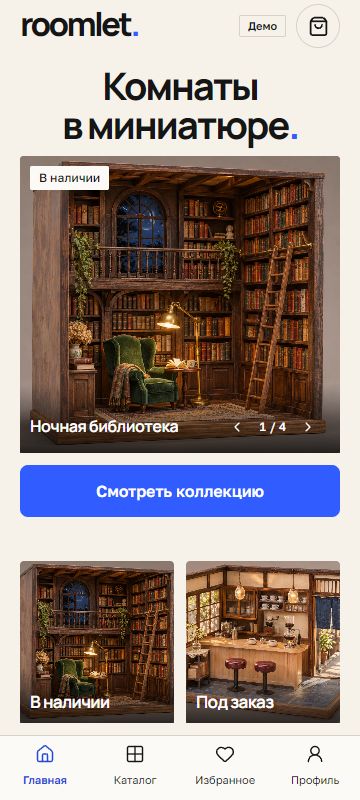 roomlet.
Демо
Комнаты
в миниатюре.
В наличии
Ночная библиотека
1 / 4
Смотреть коллекцию
В наличии
Под заказ
Главная
Каталог
Избранное
Профиль